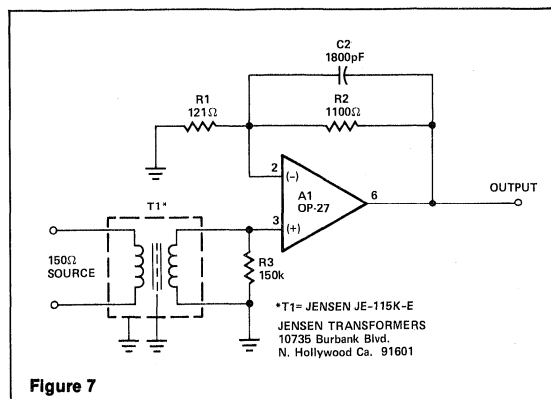 C2
1800pF
R1
121Ω
R2
1100Ω
2
(-)
A1
OP-27
6
OUTPUT
T1*
3
(+)
150Ω
SOURCE
R3
150k
*T1= JENSEN JE-115K-E
JENSEN TRANSFORMERS
10735 Burbank Blvd.
N. Hollywood Ca. 91601
Figure 7